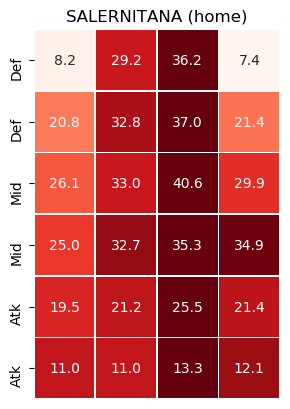 SALERNITANA (home)
Def 8.2 29.2 36.2 7.4
Def 20.8 32.8 37.0 21.4
Mid 26.1 33.0 40.6 29.9
Mid 25.0 32.7 35.3 34.9
Atk 19.5 21.2 25.5 21.4
Atk 11.0 11.0 13.3 12.1